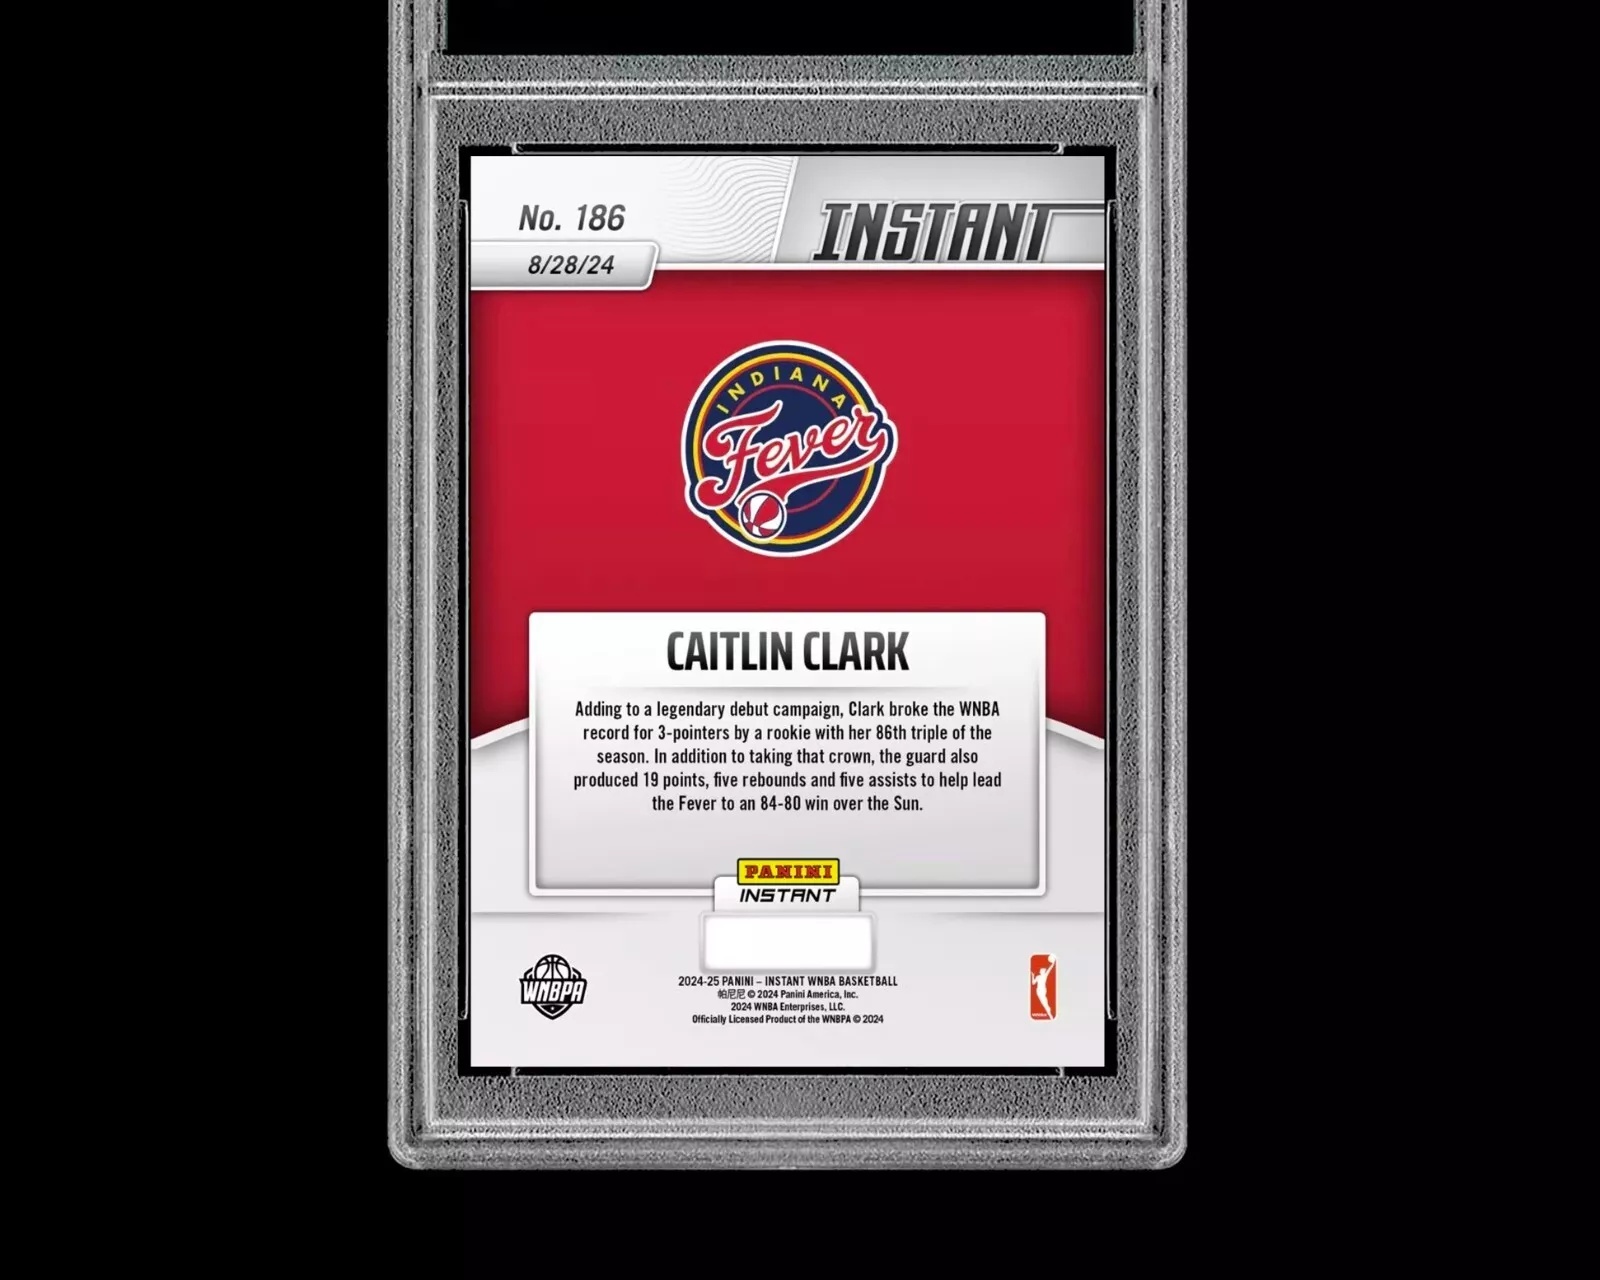 No. 186
INSTANT
8/28/24
INDIANA
Fever
CAITLIN CLARK
Adding to a legendary debut campaign, Clark broke the WNBA
record for 3-pointers by a rookie with her 86th triple of the
season. In addition to taking that crown, the guard also
produced 19 points, five rebounds and five assists to help lead
the Fever to an 84-80 win over the Sun.
PANINI
INSTANT
2024-25 PANINI – INSTANT WNBA BASKETBALL
帕尼尼 © 2024 Panini America, Inc.
2024 WNBA Enterprises, LLC.
Officially Licensed Product of the WNBPA © 2024
WNBPA
WNBA